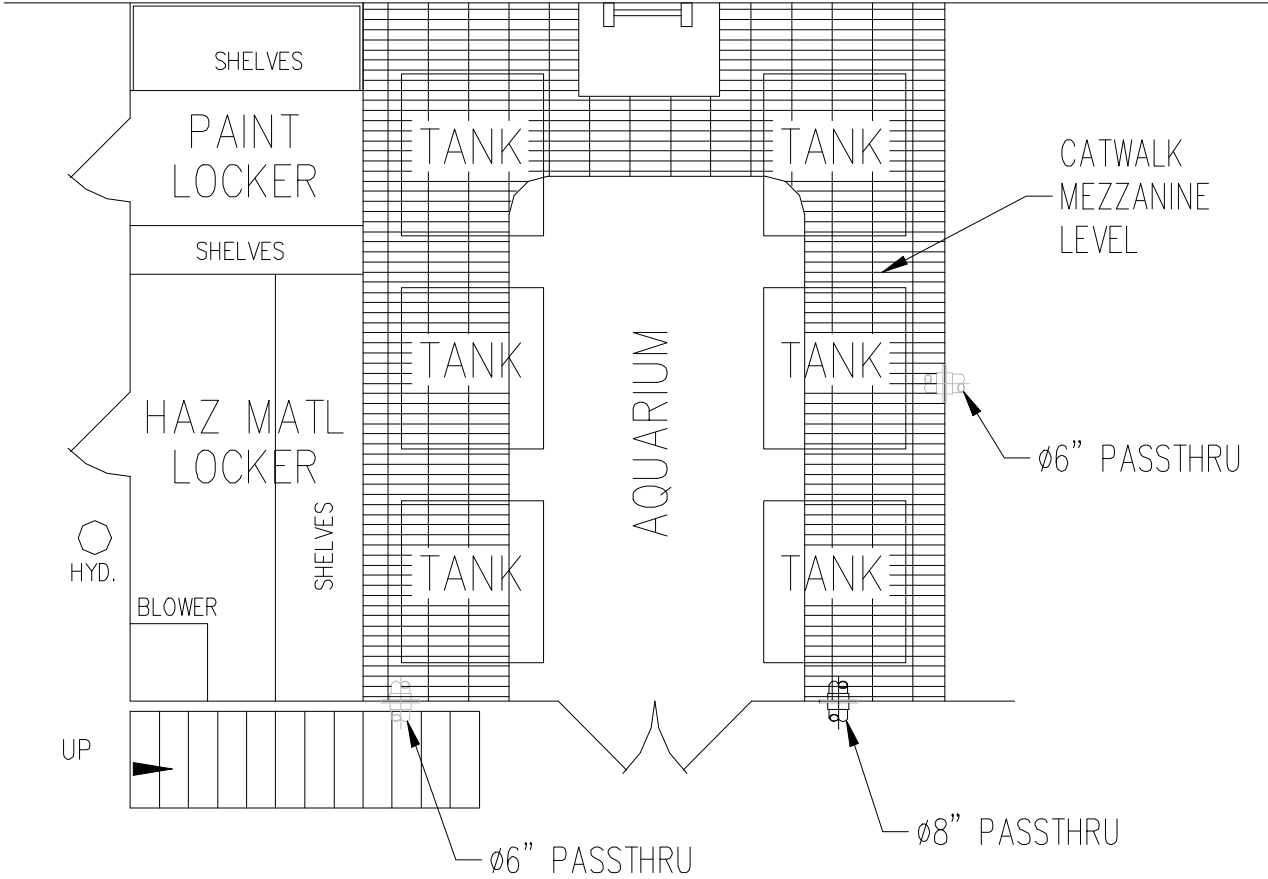 SHELVES
PAINT
LOCKER
TANK
TANK
CATWALK
MEZZANINE
LEVEL
SHELVES
TANK
TANK
AQUARIUM
HAZ MATL
LOCKER
ø6” PASSTHRU
SHELVES
HYD.
TANK
TANK
BLOWER
UP
ø8” PASSTHRU
ø6” PASSTHRU